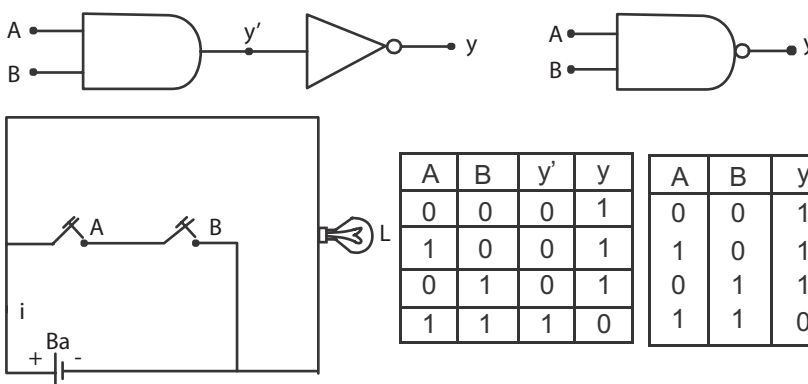 A
B
y'
y
A
B
y
A
B
L
i
Ba
+ -
A B y' y
0 0 0 1
1 0 0 1
0 1 0 1
1 1 1 0
A B y
0 0 1
1 0 1
0 1 1
1 1 0